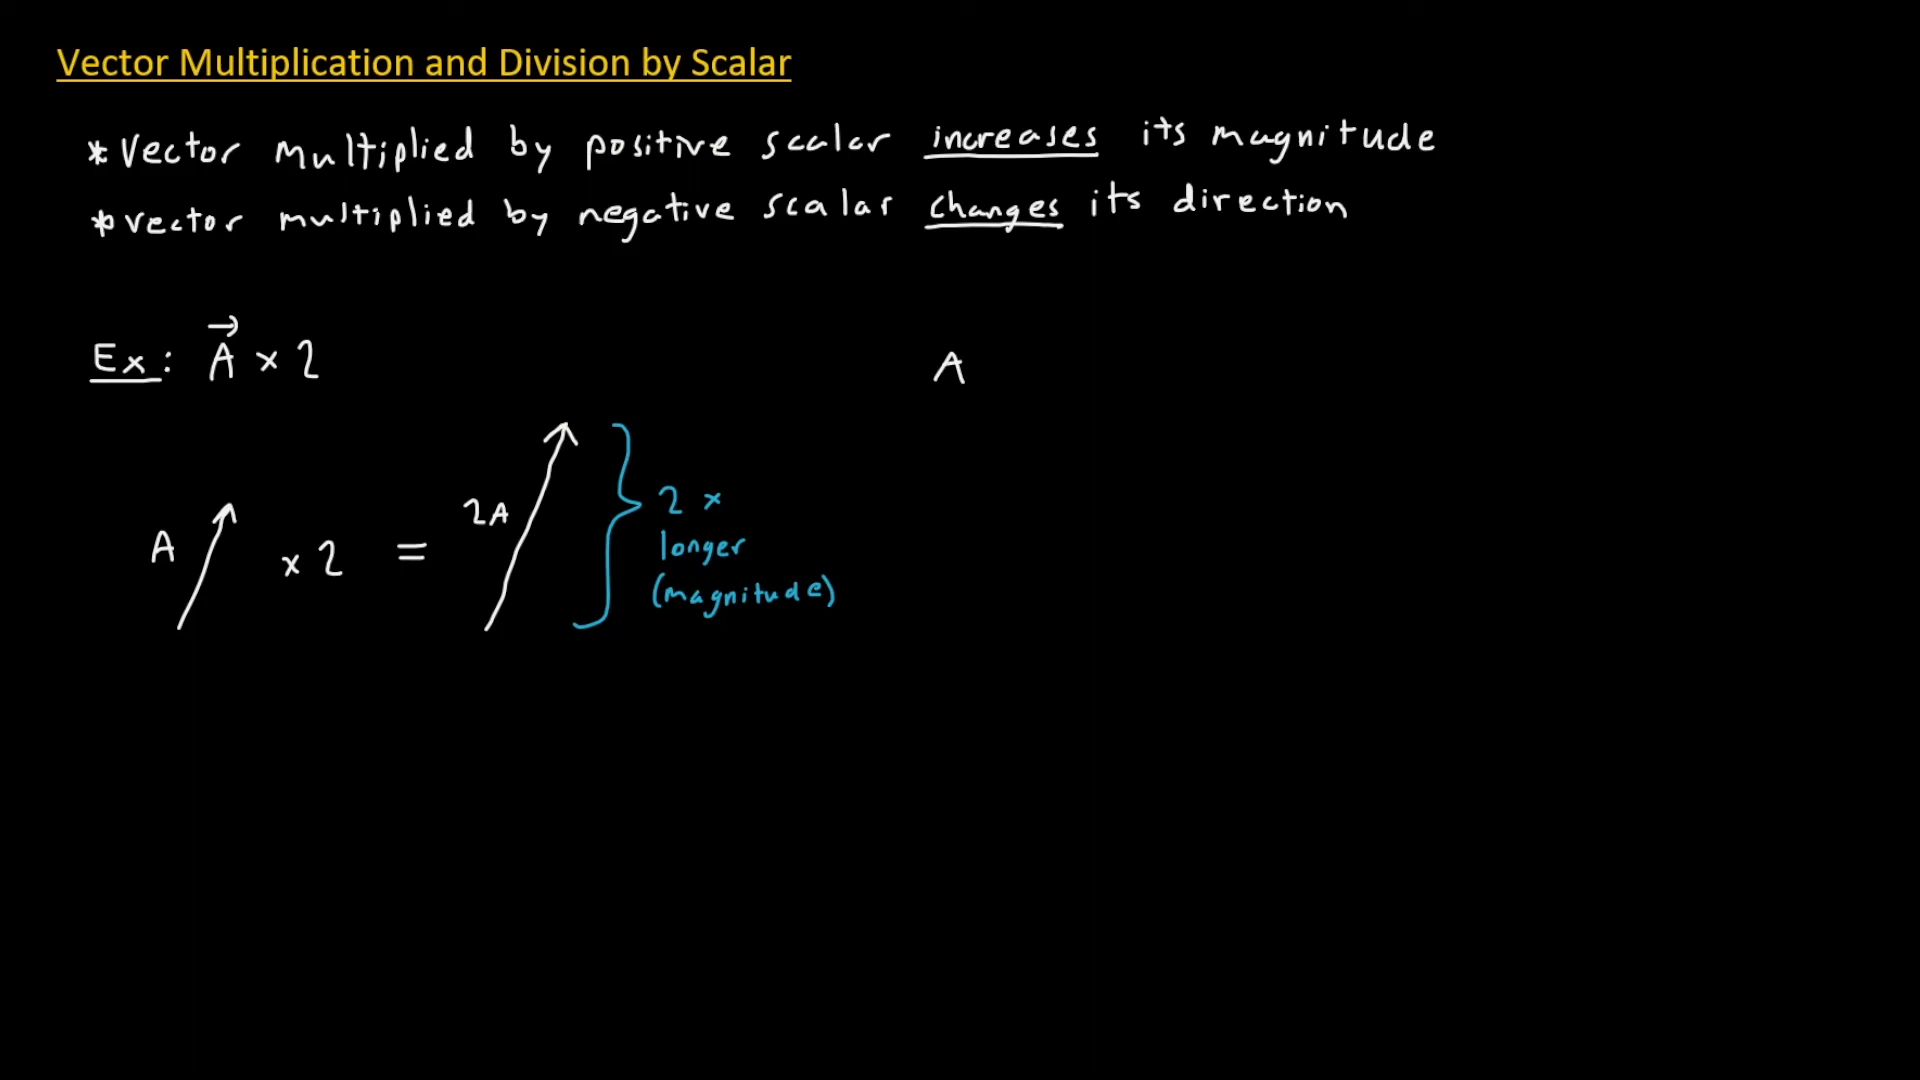 Vector Multiplication and Division by Scalar
* Vector multiplied by positive scalar increases its magnitude
* vector multiplied by negative scalar changes its direction
Ex: A⃗ × 2
A
A × 2 = 2A
2 ×
longer
(magnitude)